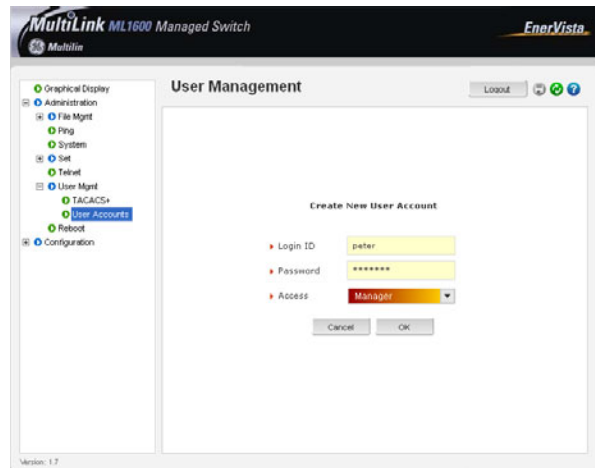 MultiLink ML1600 Managed Switch
EnerVista
Multilin
User Management
Logout
Graphical Display
Administration
File Mgmt
Ping
System
Set
Telnet
User Mgmt
TACACS+
User Accounts
Reboot
Configuration
Create New User Account
Login ID peter
Password *******
Access Manager
Cancel OK
Version: 1.7